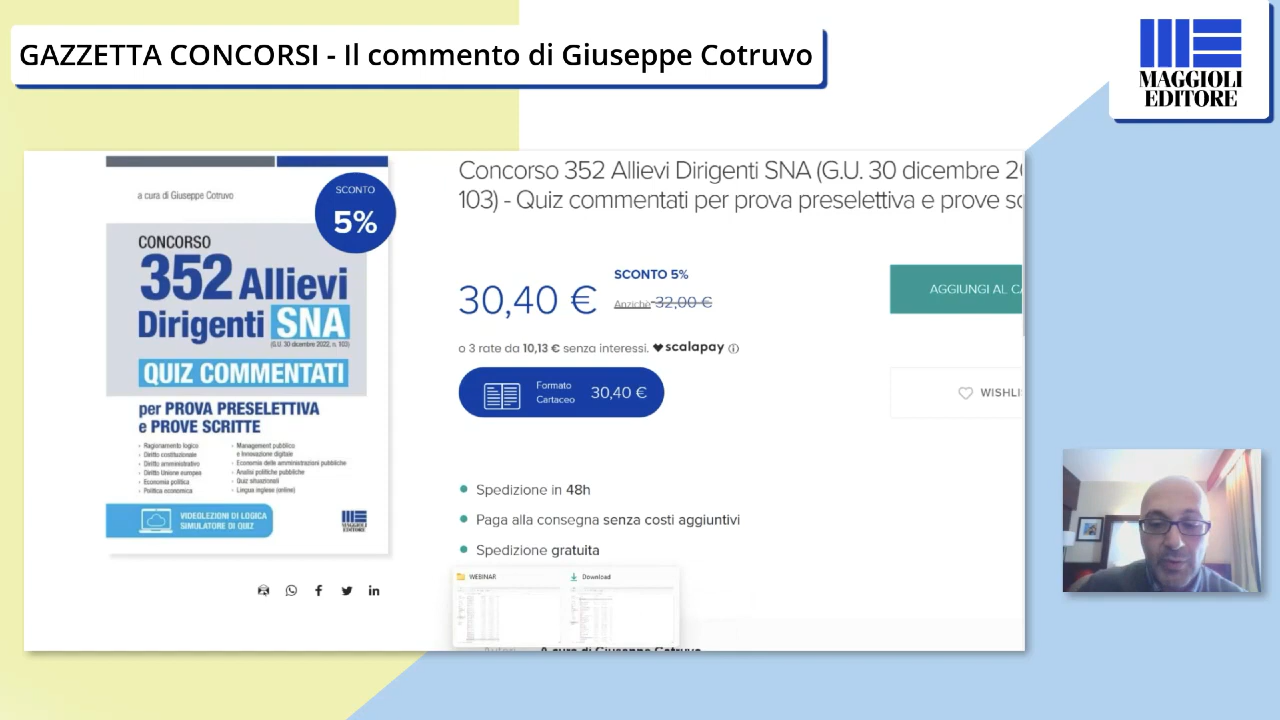 GAZZETTA CONCORSI - Il commento di Giuseppe Cotruvo
MAGGIOLI
EDITORE
a cura di Giuseppe Cotruvo
SCONTO
5%
CONCORSO
352 Allievi
Dirigenti SNA
(G.U. 30 dicembre 2022, n. 103)
QUIZ COMMENTATI
per PROVA PRESELETTIVA
e PROVE SCRITTE
Ragionamento logico
Diritto costituzionale
Diritto amministrativo
Diritto Unione europea
Economia politica
Politica economica
Management pubblico
e Innovazione digitale
Economia delle amministrazioni pubbliche
Analisi politiche pubbliche
Quiz situazionali
Lingua inglese (online)
VIDEOLEZIONI DI LOGICA
SIMULATORE DI QUIZ
MAGGIOLI
EDITORE
Concorso 352 Allievi Dirigenti SNA (G.U. 30 dicembre 20
103) - Quiz commentati per prova preselettiva e prove sc
30,40 €
SCONTO 5%
Anziché 32,00 €
o 3 rate da 10,13 € senza interessi. scalapay
Formato
Cartaceo
30,40 €
AGGIUNGI AL CA
WISHLI
• Spedizione in 48h
• Paga alla consegna senza costi aggiuntivi
• Spedizione gratuita
WEBINAR
Download
A cura di Giuseppe Cotruvo